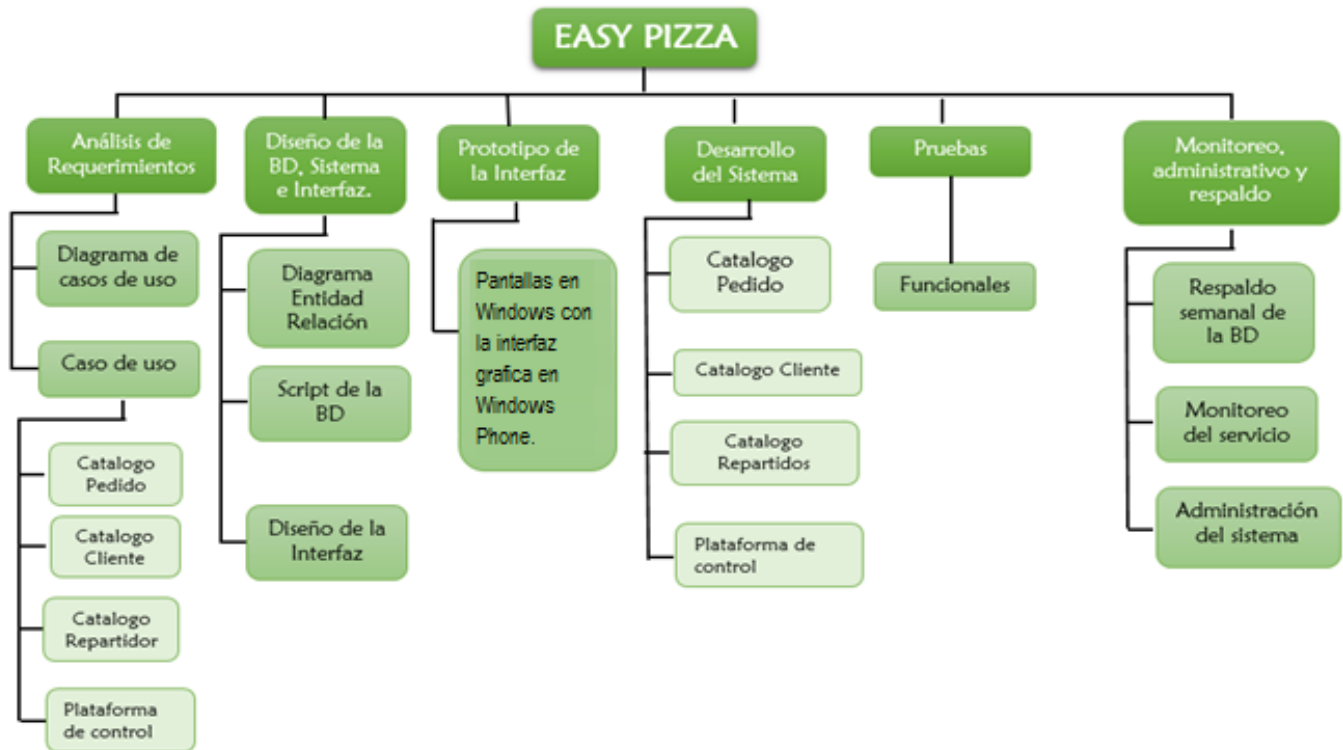 EASY PIZZA
Análisis de
Requerimientos
Diagrama de
casos de uso
Caso de uso
Catalogo
Pedido
Catalogo
Cliente
Catalogo
Repartidor
Plataforma
de control
Diseño de la
BD, Sistema
e Interfaz.
Diagrama
Entidad
Relación
Script de la
BD
Diseño de la
Interfaz
Prototipo de
la Interfaz
Pantallas en
Windows con
la interfaz
grafica en
Windows
Phone.
Desarrollo
del Sistema
Catalogo
Pedido
Catalogo Cliente
Catalogo
Repartidos
Plataforma de
control
Pruebas
Funcionales
Monitoreo,
administrativo y
respaldo
Respaldo
semanal de
la BD
Monitoreo
del servicio
Administración
del sistema